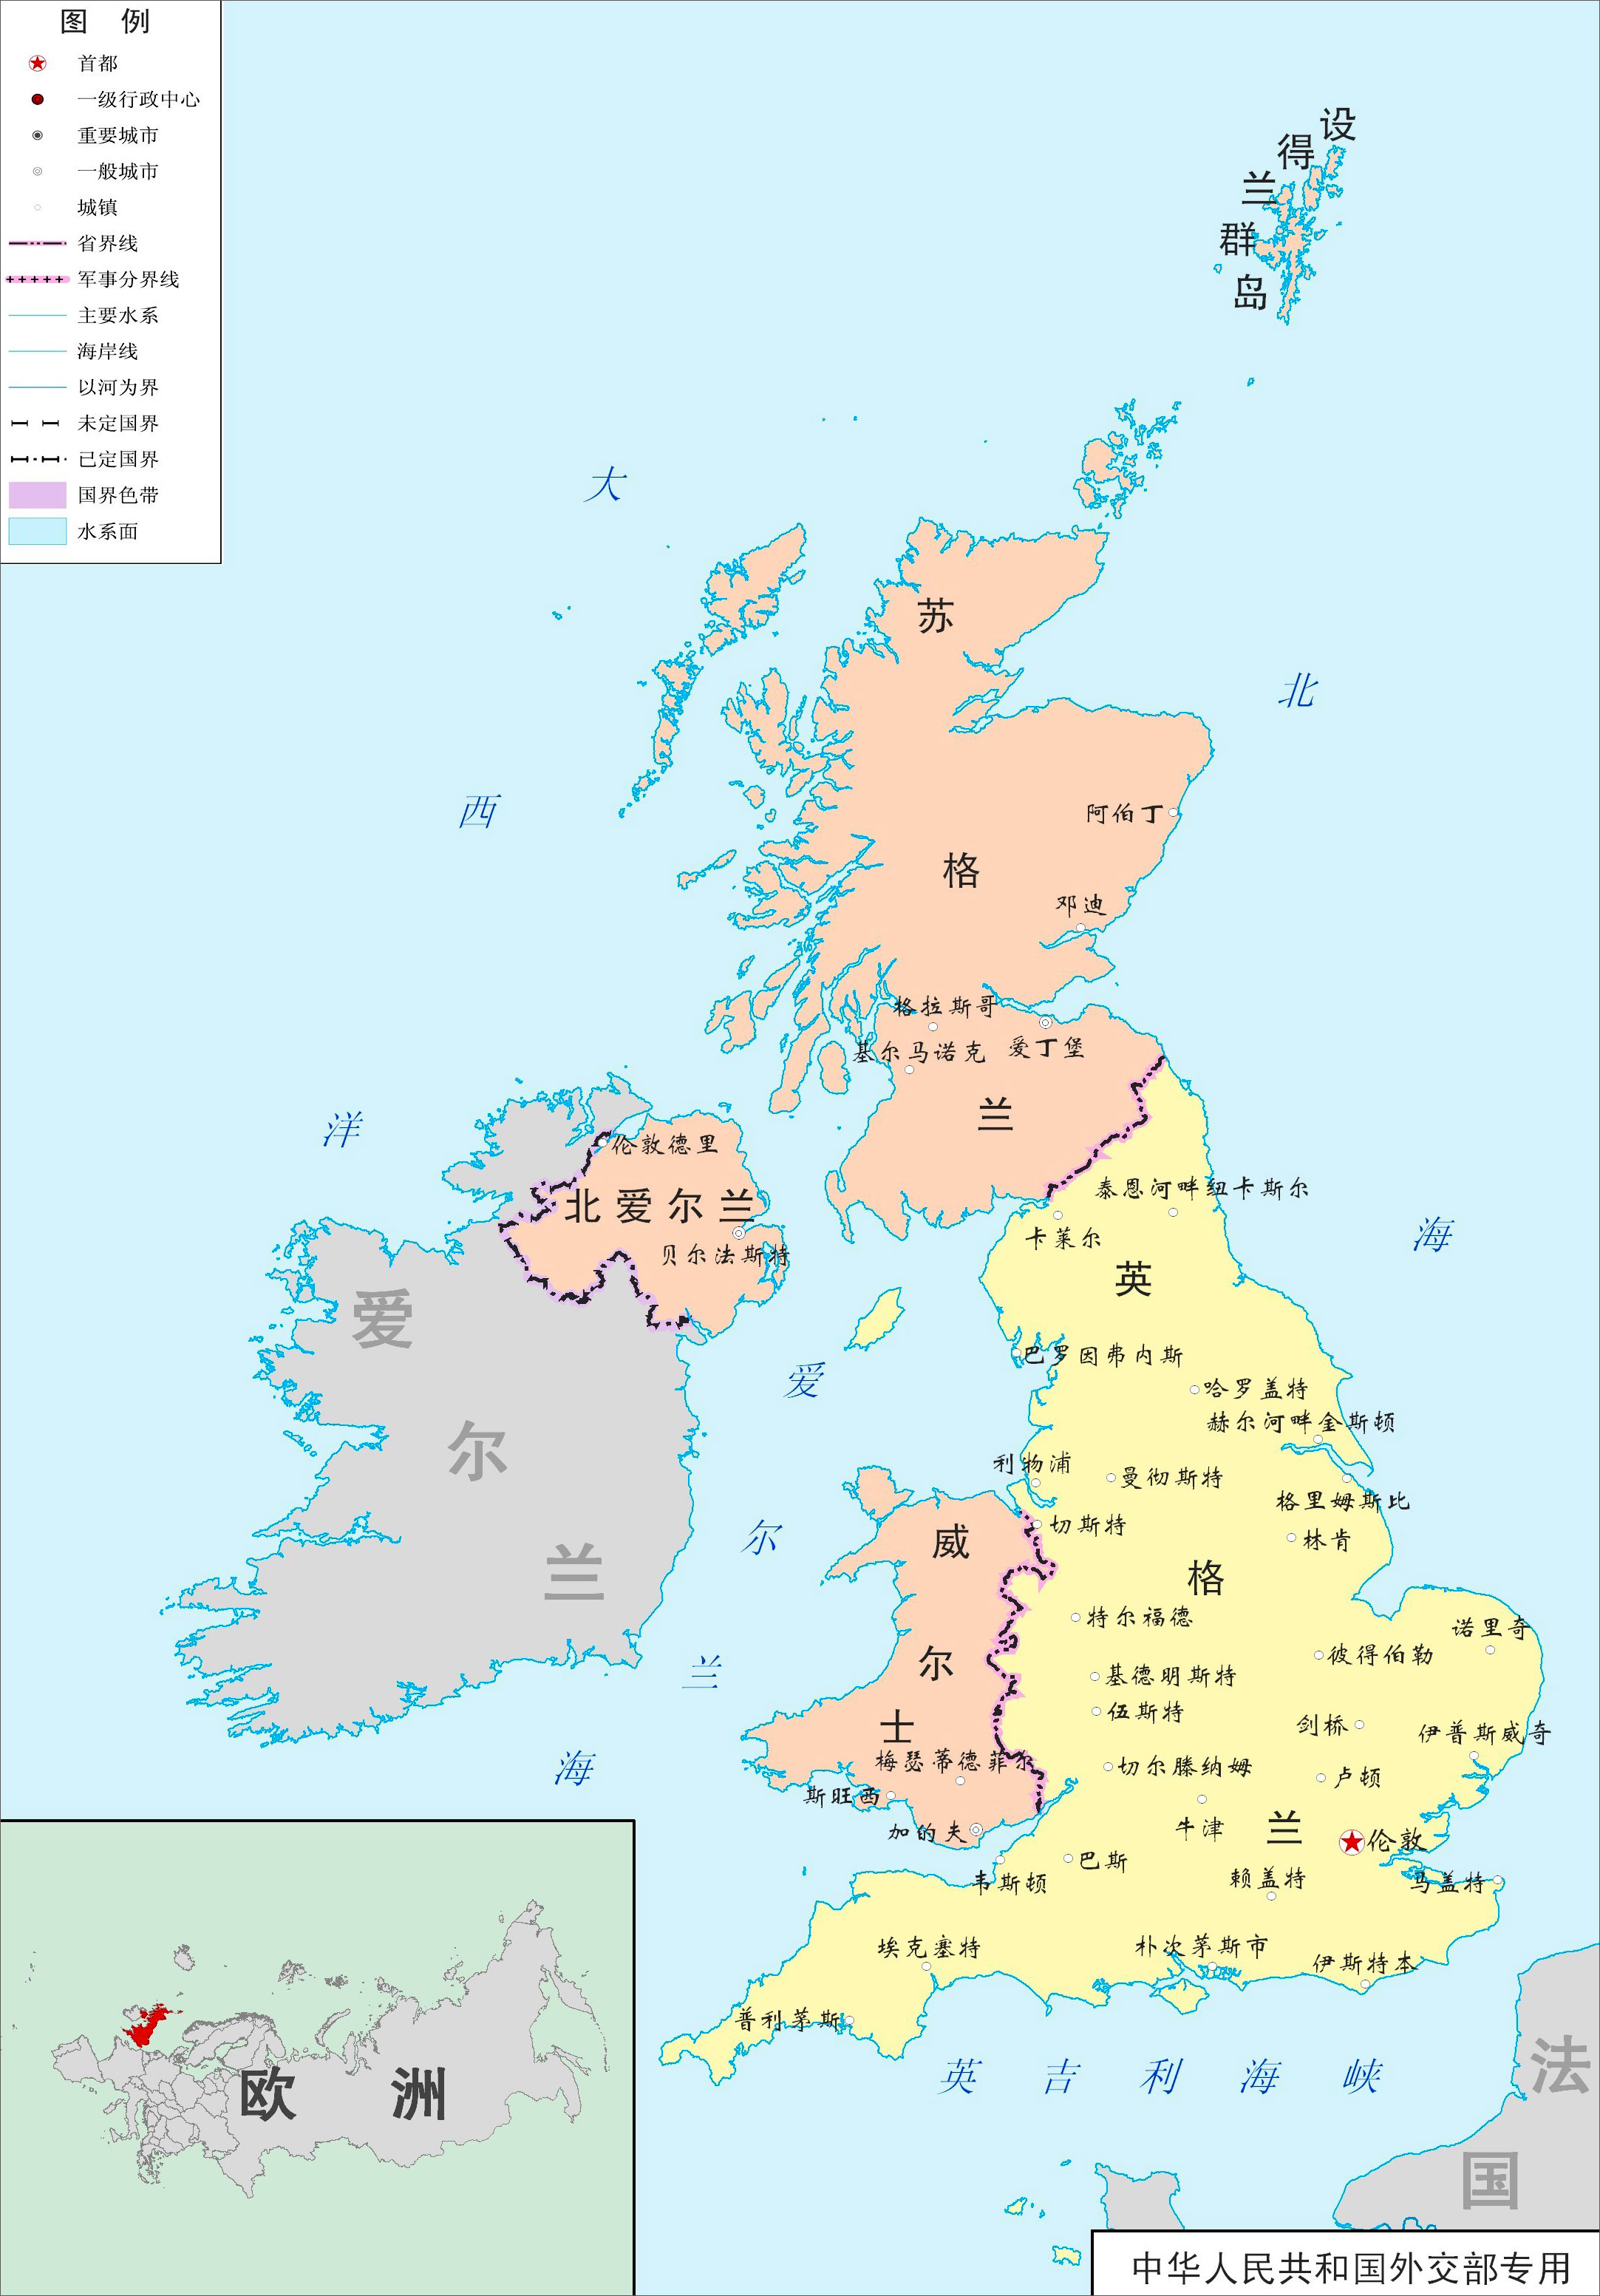 图 例
首都
一级行政中心
重要城市
一般城市
城镇
省界线
军事分界线
主要水系
海岸线
以河为界
未定国界
已定国界
国界色带
水系面
设得兰群岛
大西洋
北海
苏格兰
阿伯丁
邓迪
格拉斯哥
爱丁堡
基尔马诺克
伦敦德里
北爱尔兰
贝尔法斯特
爱尔兰
爱尔兰海
泰恩河畔纽卡斯尔
卡莱尔
英格兰
巴罗因弗内斯
哈罗盖特
赫尔河畔金斯顿
利物浦
曼彻斯特
格里姆斯比
切斯特
林肯
威尔士
特尔福德
诺里奇
彼得伯勒
基德明斯特
伍斯特
剑桥
伊普斯威奇
梅瑟蒂德菲尔
切尔滕纳姆
卢顿
斯旺西
牛津
加的夫
伦敦
巴斯
韦斯顿
赖盖特
马盖特
埃克塞特
朴次茅斯市
伊斯特本
普利茅斯
英吉利海峡
法国
欧洲
中华人民共和国外交部专用